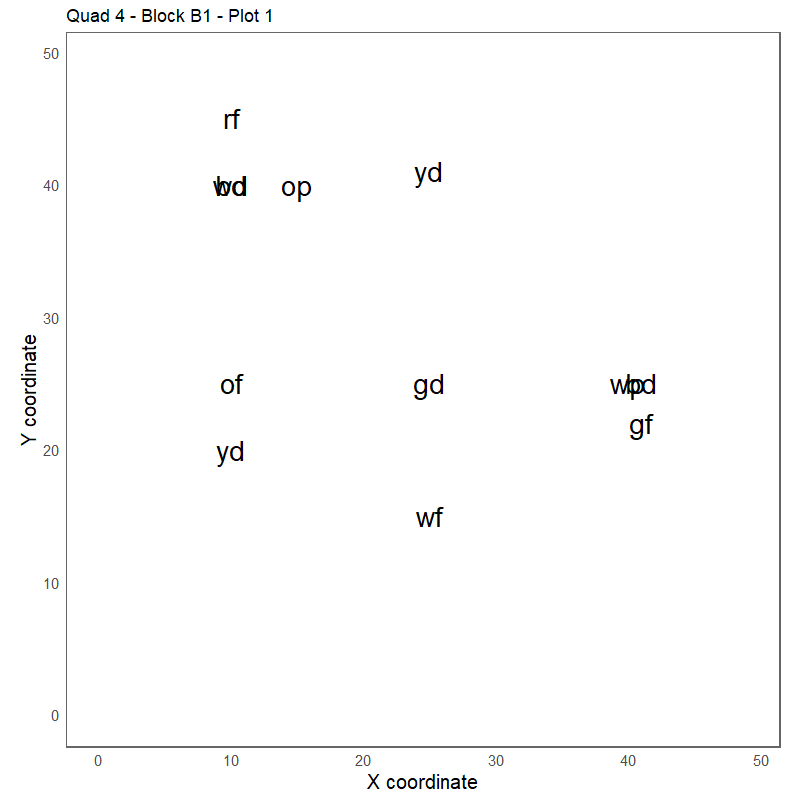 Quad 4 - Block B1 - Plot 1
50
rf
yd
40
op
30
Y coordinate
of
gd
gf
20
yd
wf
10
0
0 10 20 30 40 50
X coordinate